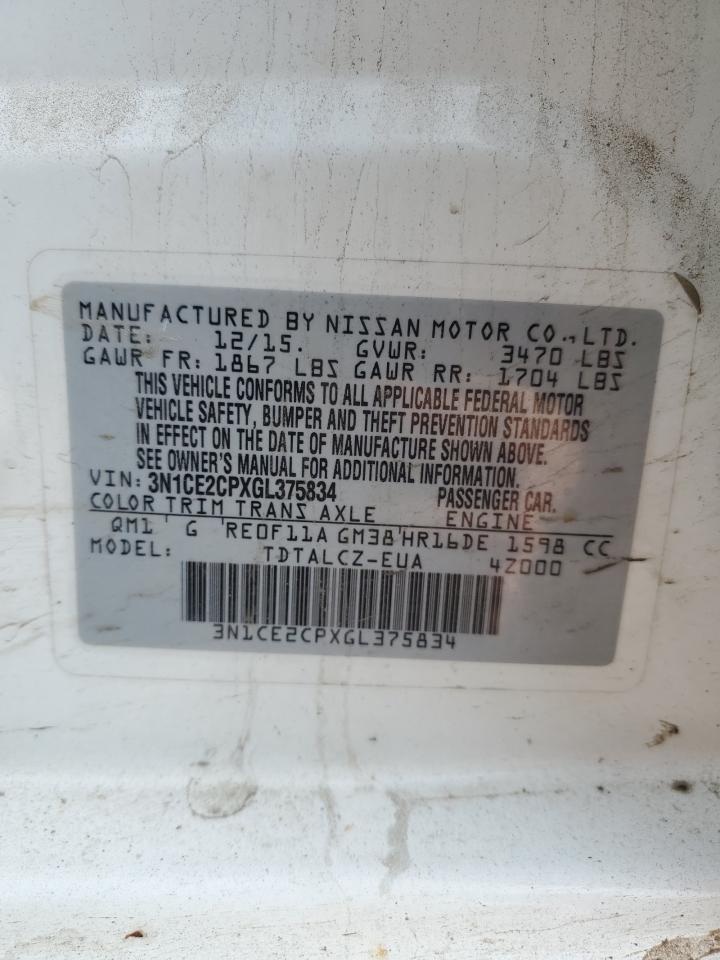 MANUFACTURED BY NISSAN MOTOR CO.,LTD.
DATE: 12/15. GVWR: 3470 LBS
GAWR FR: 1867 LBS GAWR RR: 1704 LBS
THIS VEHICLE CONFORMS TO ALL APPLICABLE FEDERAL MOTOR
VEHICLE SAFETY, BUMPER AND THEFT PREVENTION STANDARDS
IN EFFECT ON THE DATE OF MANUFACTURE SHOWN ABOVE.
SEE OWNER'S MANUAL FOR ADDITIONAL INFORMATION.
VIN: 3N1CE2CPXGL375834 PASSENGER CAR.
COLOR TRIM TRANS AXLE ENGINE
QM1 G RE0F11A GM38 HR16DE 1598 CC
MODEL: TDTALCZ-EUA 4Z000
3N1CE2CPXGL375834